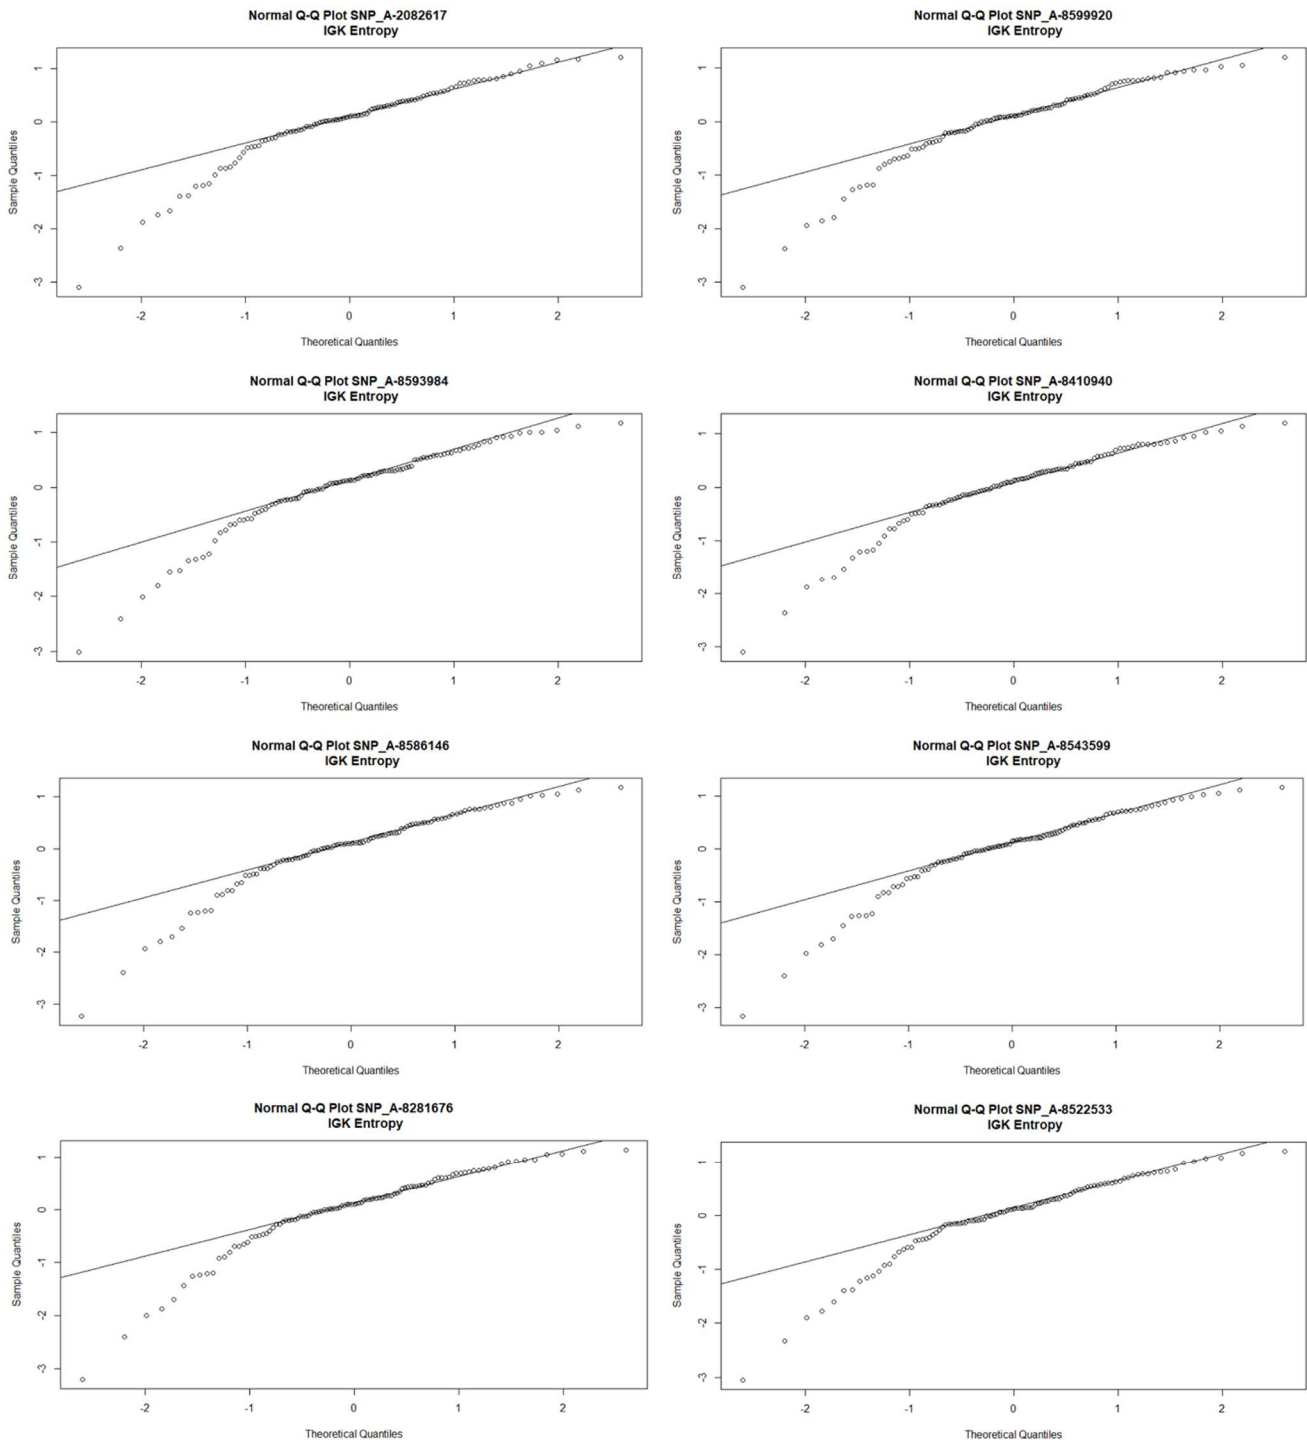 Normal Q-Q Plot SNP_A-2082617
IGK Entropy
Sample Quantiles
1
0
-1
-2
-3
-2 -1 0 1 2
Theoretical Quantiles
Normal Q-Q Plot SNP_A-8599920
IGK Entropy
Sample Quantiles
1
0
-1
-2
-3
-2 -1 0 1 2
Theoretical Quantiles
Normal Q-Q Plot SNP_A-8593984
IGK Entropy
Sample Quantiles
1
0
-1
-2
-3
-2 -1 0 1 2
Theoretical Quantiles
Normal Q-Q Plot SNP_A-8410940
IGK Entropy
Sample Quantiles
1
0
-1
-2
-3
-2 -1 0 1 2
Theoretical Quantiles
Normal Q-Q Plot SNP_A-8586146
IGK Entropy
Sample Quantiles
1
0
-1
-2
-3
-2 -1 0 1 2
Theoretical Quantiles
Normal Q-Q Plot SNP_A-8543599
IGK Entropy
Sample Quantiles
1
0
-1
-2
-3
-2 -1 0 1 2
Theoretical Quantiles
Normal Q-Q Plot SNP_A-8281676
IGK Entropy
Sample Quantiles
1
0
-1
-2
-3
-2 -1 0 1 2
Theoretical Quantiles
Normal Q-Q Plot SNP_A-8522533
IGK Entropy
Sample Quantiles
1
0
-1
-2
-3
-2 -1 0 1 2
Theoretical Quantiles